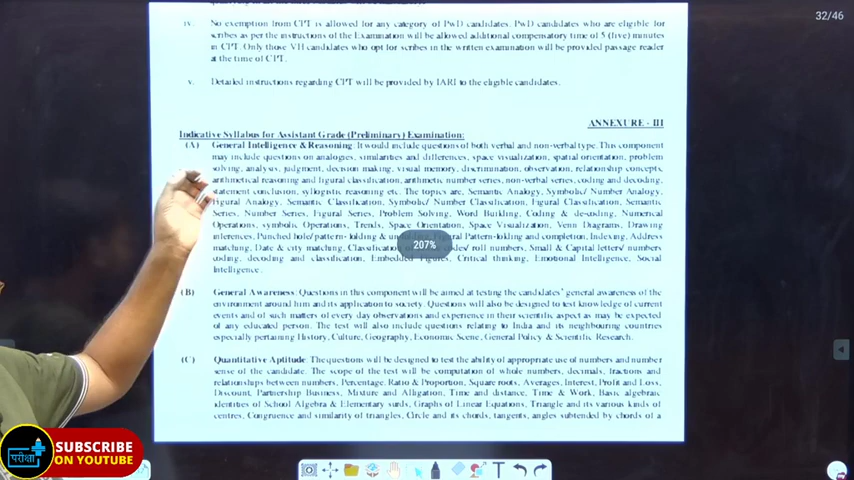 32/46
iv. No exemption from CPT is allowed for any category of PwD candidates. PwD candidates who are eligible for
scribes as per the instructions of the Examination will be allowed additional compensatory time of 5 (five) minutes
in CPT. Only those VH candidates who opt for scribes in the written examination will be provided passage reader
at the time of CPT.
v. Detailed instructions regarding CPT will be provided by IARI to the eligible candidates.
ANNEXURE - III
Indicative Syllabus for Assistant Grade (Preliminary) Examination:
(A) General Intelligence & Reasoning: It would include questions of both verbal and non-verbal type. This component
may include questions on analogies, similarities and differences, space visualization, spatial orientation, problem
solving, analysis, judgment, decision making, visual memory, discrimination, observation, relationship concepts,
arithmetical reasoning and figural classification, arithmetic number series, non-verbal series, coding and decoding,
statement conclusion, syllogistic reasoning etc. The topics are, Semantic Analogy, Symbolic/ Number Analogy,
Figural Analogy, Semantic Classification, Symbolic/ Number Classification, Figural Classification, Semantic
Series, Number Series, Figural Series, Problem Solving, Word Building, Coding & de-coding, Numerical
Operations, symbolic Operations, Trends, Space Orientation, Space Visualization, Venn Diagrams, Drawing
inferences, Punched hole/ pattern- folding & Figural Pattern-folding and completion, Indexing, Address
matching, Date & city matching, Classification codes/ roll numbers, Small & Capital letters/ numbers
coding, decoding and classification, Embedded Figures, Critical thinking, Emotional Intelligence, Social
Intelligence.
207%
(B) General Awareness: Questions in this component will be aimed at testing the candidates' general awareness of the
environment around him and its application to society. Questions will also be designed to test knowledge of current
events and of such matters of every day observations and experience in their scientific aspect as may be expected
of any educated person. The test will also include questions relating to India and its neighbouring countries
especially pertaining History, Culture, Geography, Economic Scene, General Policy & Scientific Research.
(C) Quantitative Aptitude: The questions will be designed to test the ability of appropriate use of numbers and number
sense of the candidate. The scope of the test will be computation of whole numbers, decimals, fractions and
relationships between numbers, Percentage, Ratio & Proportion, Square roots, Averages, Interest, Profit and Loss,
Discount, Partnership Business, Mixture and Alligation, Time and distance, Time & Work, Basic algebraic
identities of School Algebra & Elementary surds, Graphs of Linear Equations, Triangle and its various kinds of
centres, Congruence and similarity of triangles, Circle and its chords, tangents, angles subtended by chords of a
परीक्षा
SUBSCRIBE
ON YOUTUBE
T